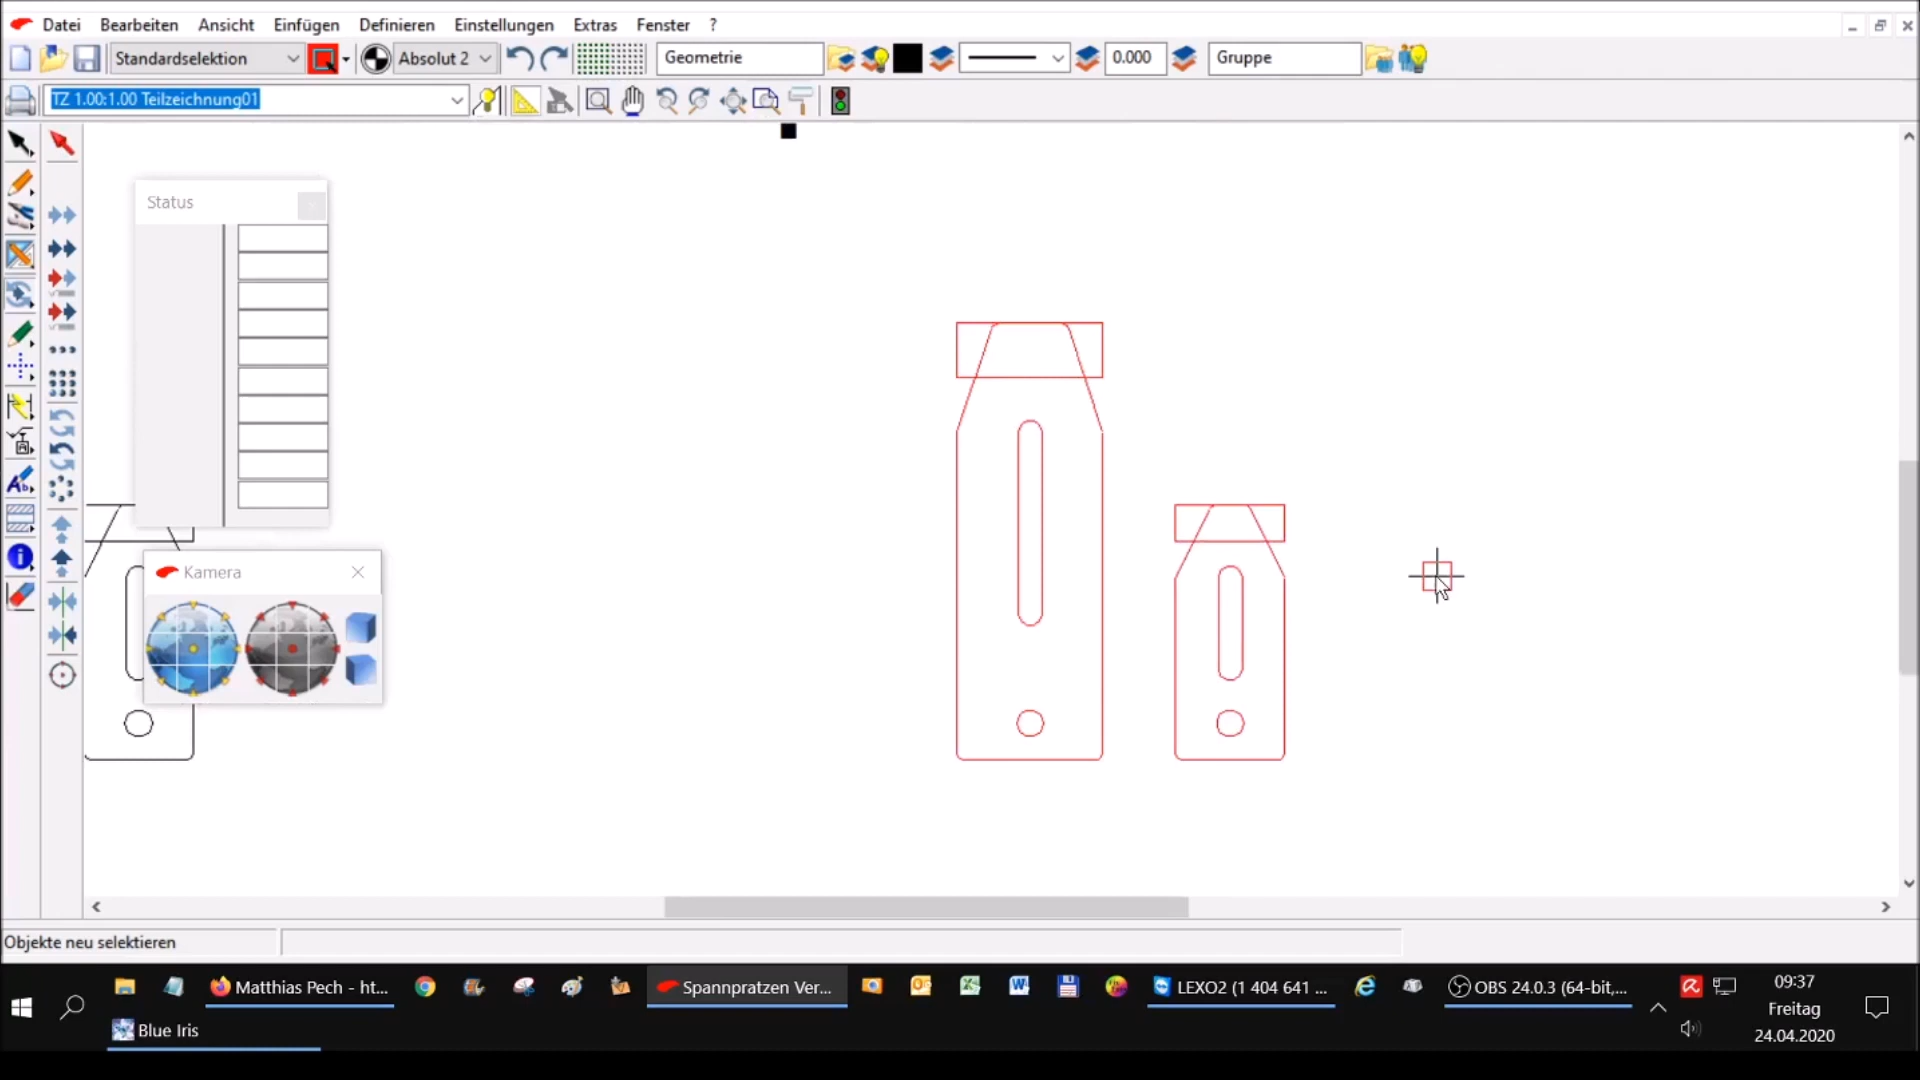 Datei Bearbeiten Ansicht Einfügen Definieren Einstellungen Extras Fenster ?
Standardselektion Absolut 2 Geometrie 0.000 Gruppe
TZ 1.00:1.00 Teilzeichnung01
Status
Kamera
Objekte neu selektieren
Matthias Pech - ht... Spannpratzen Ver... LEXO2 (1 404 641 ... OBS 24.0.3 (64-bit,...
09:37
Freitag
24.04.2020
Blue Iris